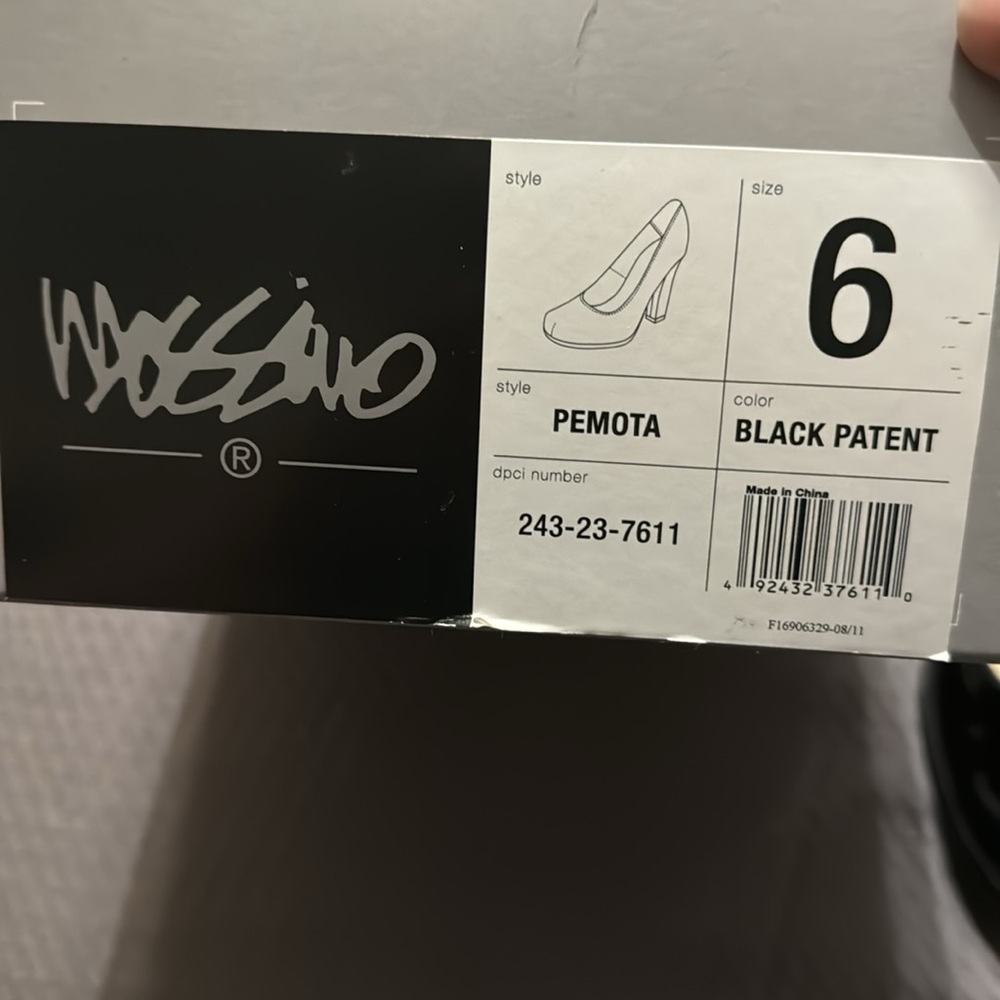 Mossimo
®
style
size
6
style
PEMOTA
color
BLACK PATENT
dpci number
243-23-7611
Made in China
4 92432 37611 0
F16906329-08/11